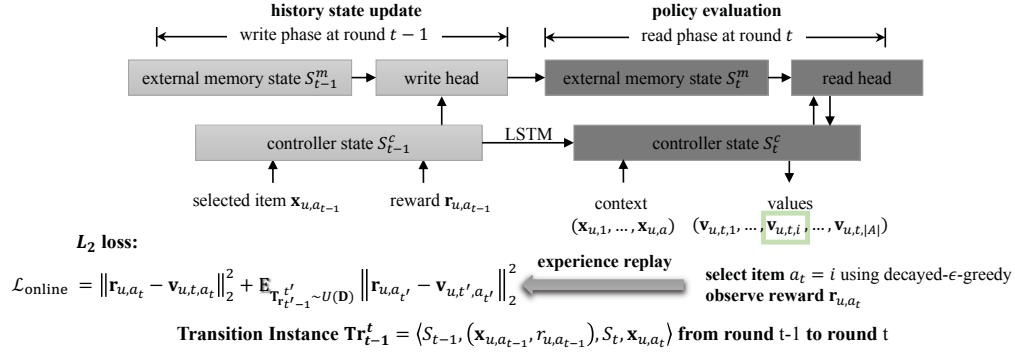 history state update
policy evaluation
write phase at round t − 1
read phase at round t
external memory state S^m_{t−1}
write head
external memory state S^m_t
read head
controller state S^c_{t−1}
LSTM
controller state S^c_t
selected item x_{u,a_{t−1}}
reward r_{u,a_{t−1}}
context
(x_{u,1}, … , x_{u,a})
values
(v_{u,t,1}, … , v_{u,t,i}, … , v_{u,t,|A|})
L_2 loss:
ℒ_online = ‖r_{u,a_t} − v_{u,t,a_t}‖²_2 + E_{T_{r^{t′}_{t′−1}}~U(D)} ‖r_{u,a_{t′}} − v_{u,t′,a_{t′}}‖²_2
experience replay
select item a_t = i using decayed-ϵ-greedy
observe reward r_{u,a_t}
Transition Instance Tr^t_{t−1} = ⟨S_{t−1}, (x_{u,a_{t−1}}, r_{u,a_{t−1}}), S_t, x_{u,a_t}⟩ from round t-1 to round t